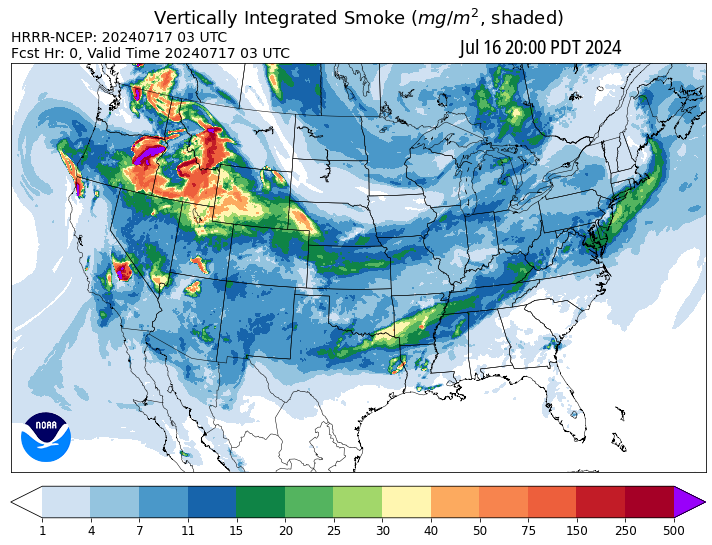 Vertically Integrated Smoke (mg/m², shaded)
HRRR-NCEP: 20240717 03 UTC
Fcst Hr: 0, Valid Time 20240717 03 UTC
Jul 16 20:00 PDT 2024
NOAA
1 4 7 11 15 20 25 30 40 50 75 150 250 500